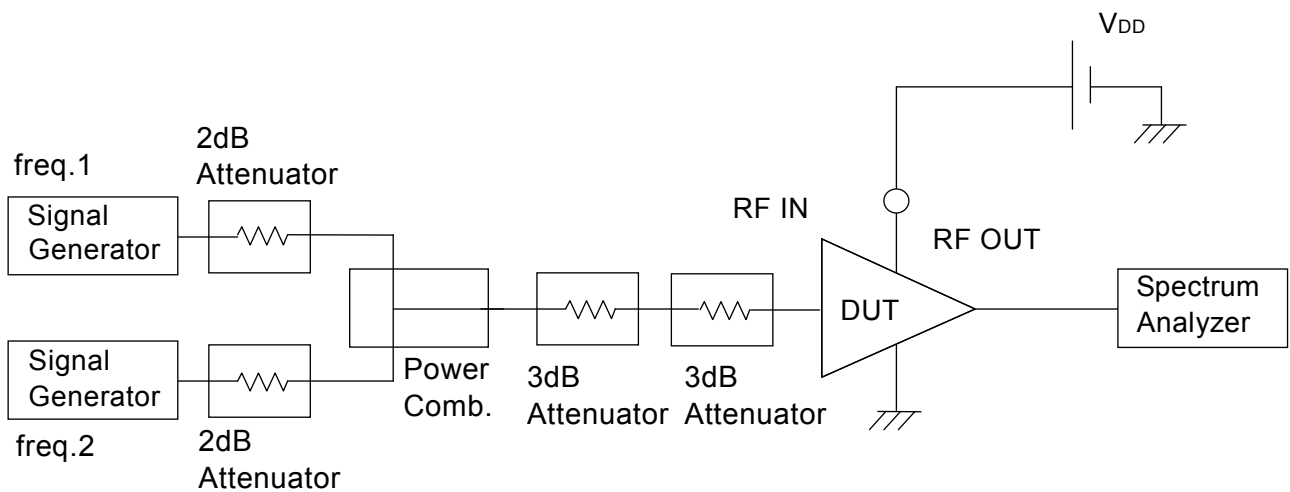 VDD
freq.1
2dB
Attenuator
Signal
Generator
RF IN
RF OUT
DUT
Spectrum
Analyzer
Signal
Generator
freq.2
2dB
Attenuator
Power
Comb.
3dB
Attenuator
3dB
Attenuator